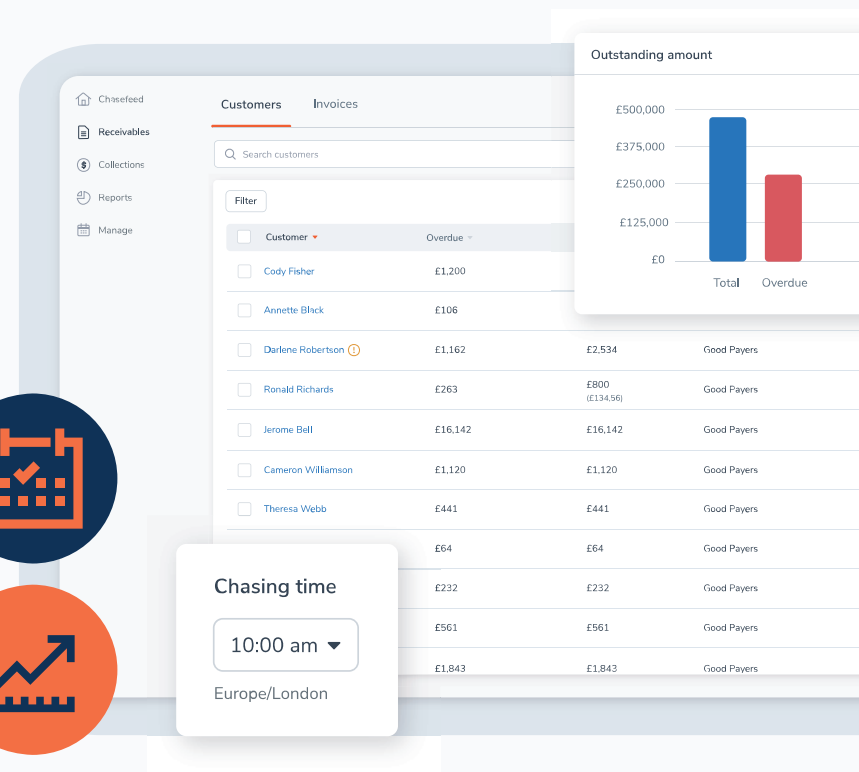 Outstanding amount
£500,000
£375,000
£250,000
£125,000
£0
Total Overdue
Chasefeed
Receivables
Collections
Reports
Manage
Customers Invoices
Search customers
Filter
Customer Overdue
Cody Fisher £1,200
Annette Black £106
Darlene Robertson £1,162 £2,534 Good Payers
Ronald Richards £263 £800 Good Payers
(£134,56)
Jerome Bell £16,142 £16,142 Good Payers
Cameron Williamson £1,120 £1,120 Good Payers
Theresa Webb £441 £441 Good Payers
£64 £64 Good Payers
£232 £232 Good Payers
£561 £561 Good Payers
£1,843 £1,843 Good Payers
Chasing time
10:00 am
Europe/London